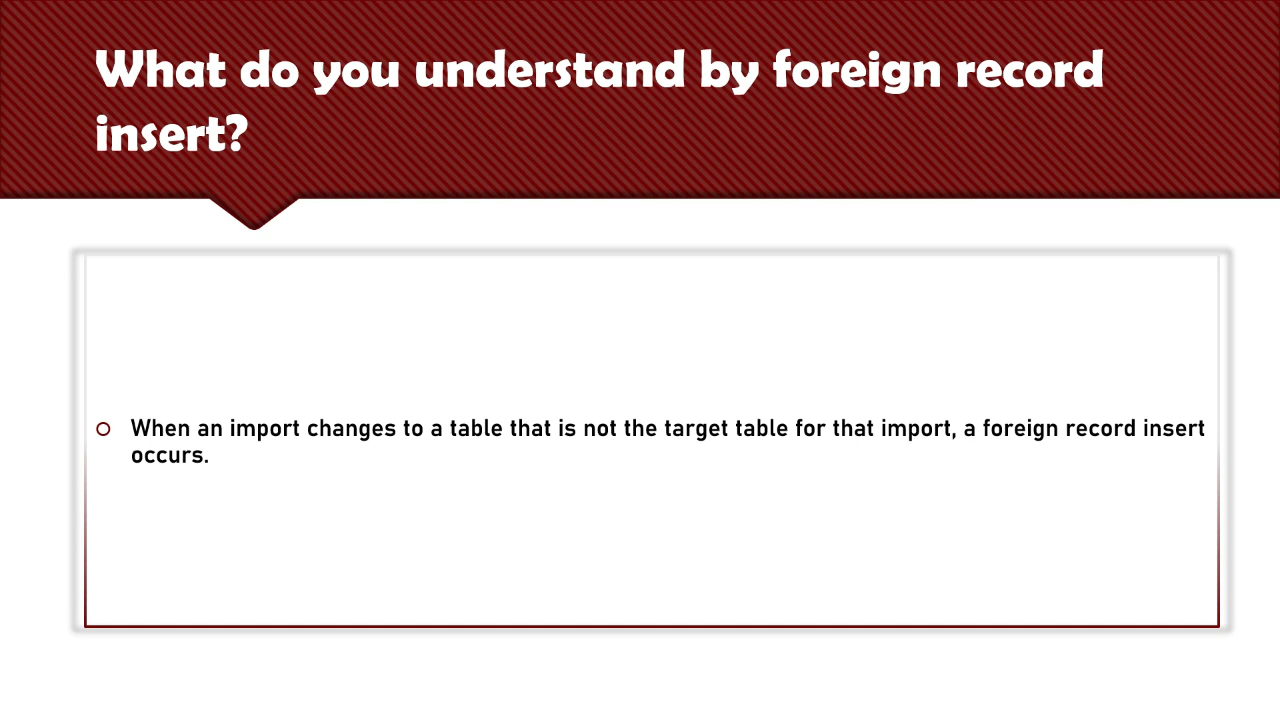 What do you understand by foreign record
insert?
When an import changes to a table that is not the target table for that import, a foreign record insert
occurs.